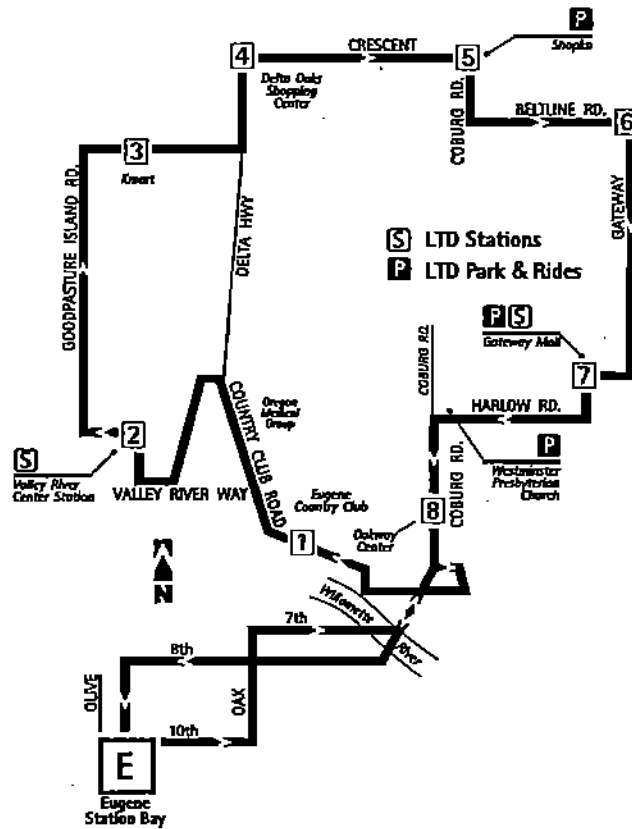 P
Shopko
4
CRESCENT
5
Delta Oaks
Shopping
Center
COBURG RD.
BELTLINE RD.
6
3
Kmart
GOODPASTURE ISLAND RD.
DELTA HWY
GATEWAY
S LTD Stations
P LTD Park & Rides
P S
Gateway Mall
COBURG RD.
7
HARLOW RD.
COUNTRY CLUB ROAD
Oregon
Medical
Group
2
S
Valley River
Center Station
VALLEY RIVER WAY
P
Westminster
Presbyterian
Church
COBURG RD.
Eugene
Country Club
8
Oakway
Center
1
N
Willamette
River
7th
8th
OLIVE
OAK
10th
E
Eugene
Station Bay